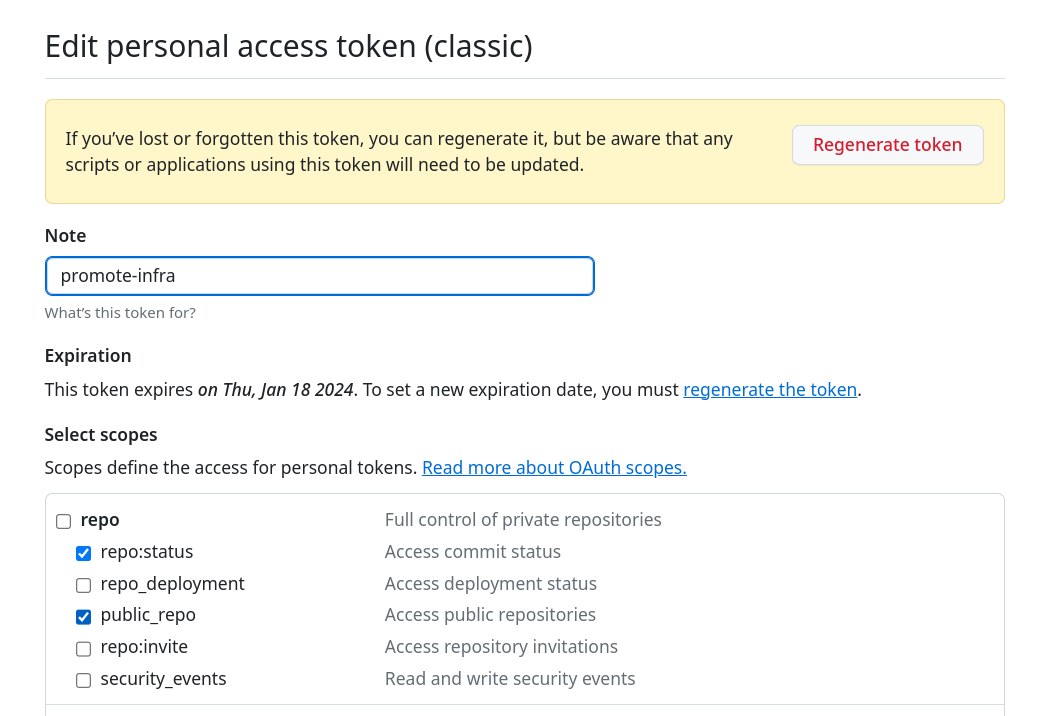 Edit personal access token (classic)
If you’ve lost or forgotten this token, you can regenerate it, but be aware that any
scripts or applications using this token will need to be updated.
Regenerate token
Note
promote-infra
What’s this token for?
Expiration
This token expires on Thu, Jan 18 2024. To set a new expiration date, you must regenerate the token.
Select scopes
Scopes define the access for personal tokens. Read more about OAuth scopes.
repo Full control of private repositories
repo:status Access commit status
repo_deployment Access deployment status
public_repo Access public repositories
repo:invite Access repository invitations
security_events Read and write security events